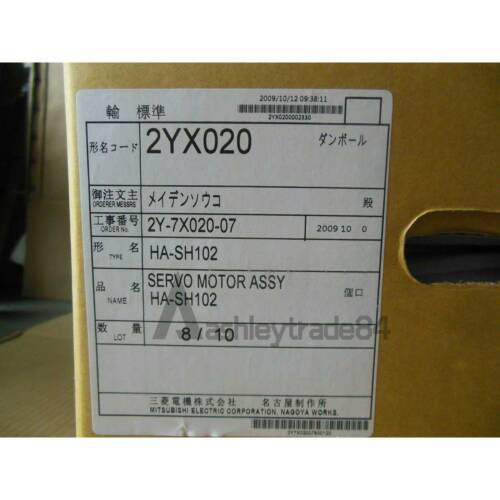 2009/10/12 09:38:11
輸 標準
2YX0200002330
形名コード 2YX020 ダンボール
御注文主 メイデンソウコ 殿
ORDERER MESSRS
工事番号 2Y-7X020-07 2009 10 0
ORDER No.
形名 HA-SH102
TYPE
品名 SERVO MOTOR ASSY
NAME HA-SH102 窓口
数量 8/ 10
LOT
ashleytrade84
三菱電機株式会社 名古屋制作所
MITSUBISHI ELECTRIC CORPORATION, NAGOYA WORKS.